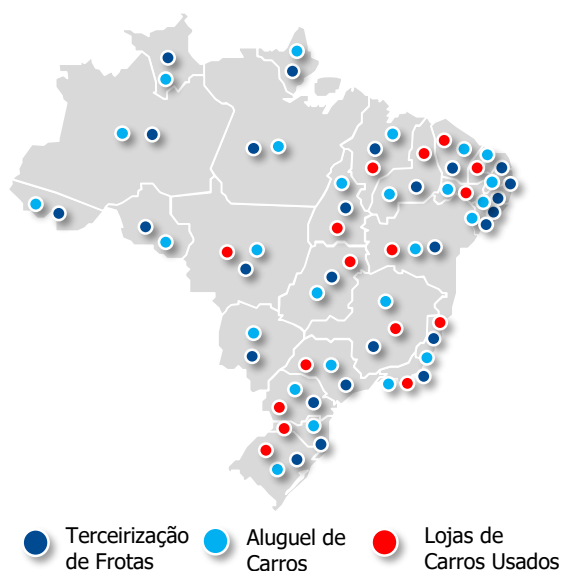 Terceirização
de Frotas
Aluguel de
Carros
Lojas de
Carros Usados